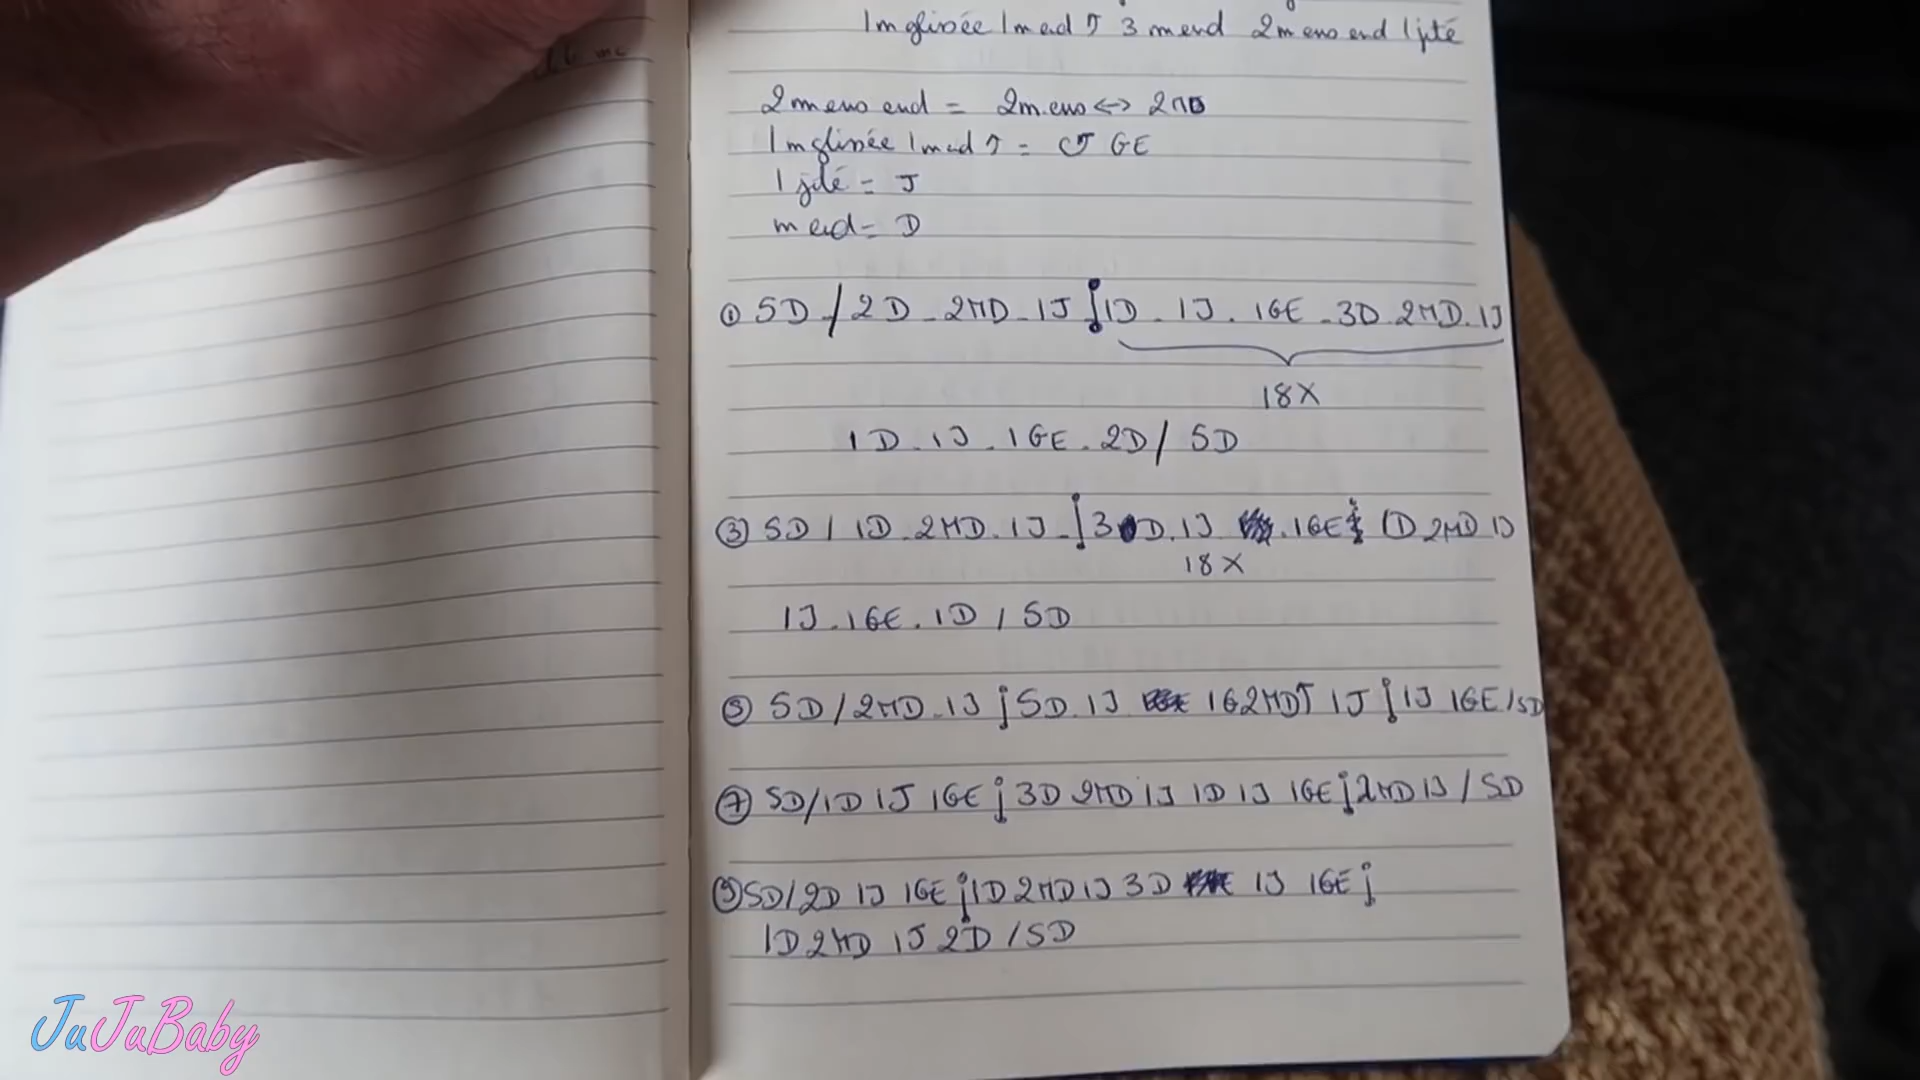 1m glissée 1m end ↑ 3 m end 2m ens end 1 jeté
2m ens end = 2m.ens ↔ 2MD
1m glissée 1m end ↑ = GE
1 jeté = J
m end = D
① 5D / 2D - 2MD - 1J 1D - 1J . 1GE - 3D . 2MD . 1J
18X
1D . 1J . 1GE . 2D / 5D
③ 5D / 1D - 2MD . 1J - 3D . 1J . 1GE 1D 2MD 1J
18X
1J . 1GE . 1D / 5D
⑤ 5D / 2MD - 1J 5D . 1J 1G2MD↑ 1J 1J 1GE / 5D
⑦ 5D / 1D 1J 1GE 3D 2MD 1J 1D 1J 1GE 2MD 1J / 5D
⑨ 5D / 2D 1J 1GE 1D 2MD 1J 3D 1J 1GE
1D 2MD 1J 2D / 5D
JuJuBaby